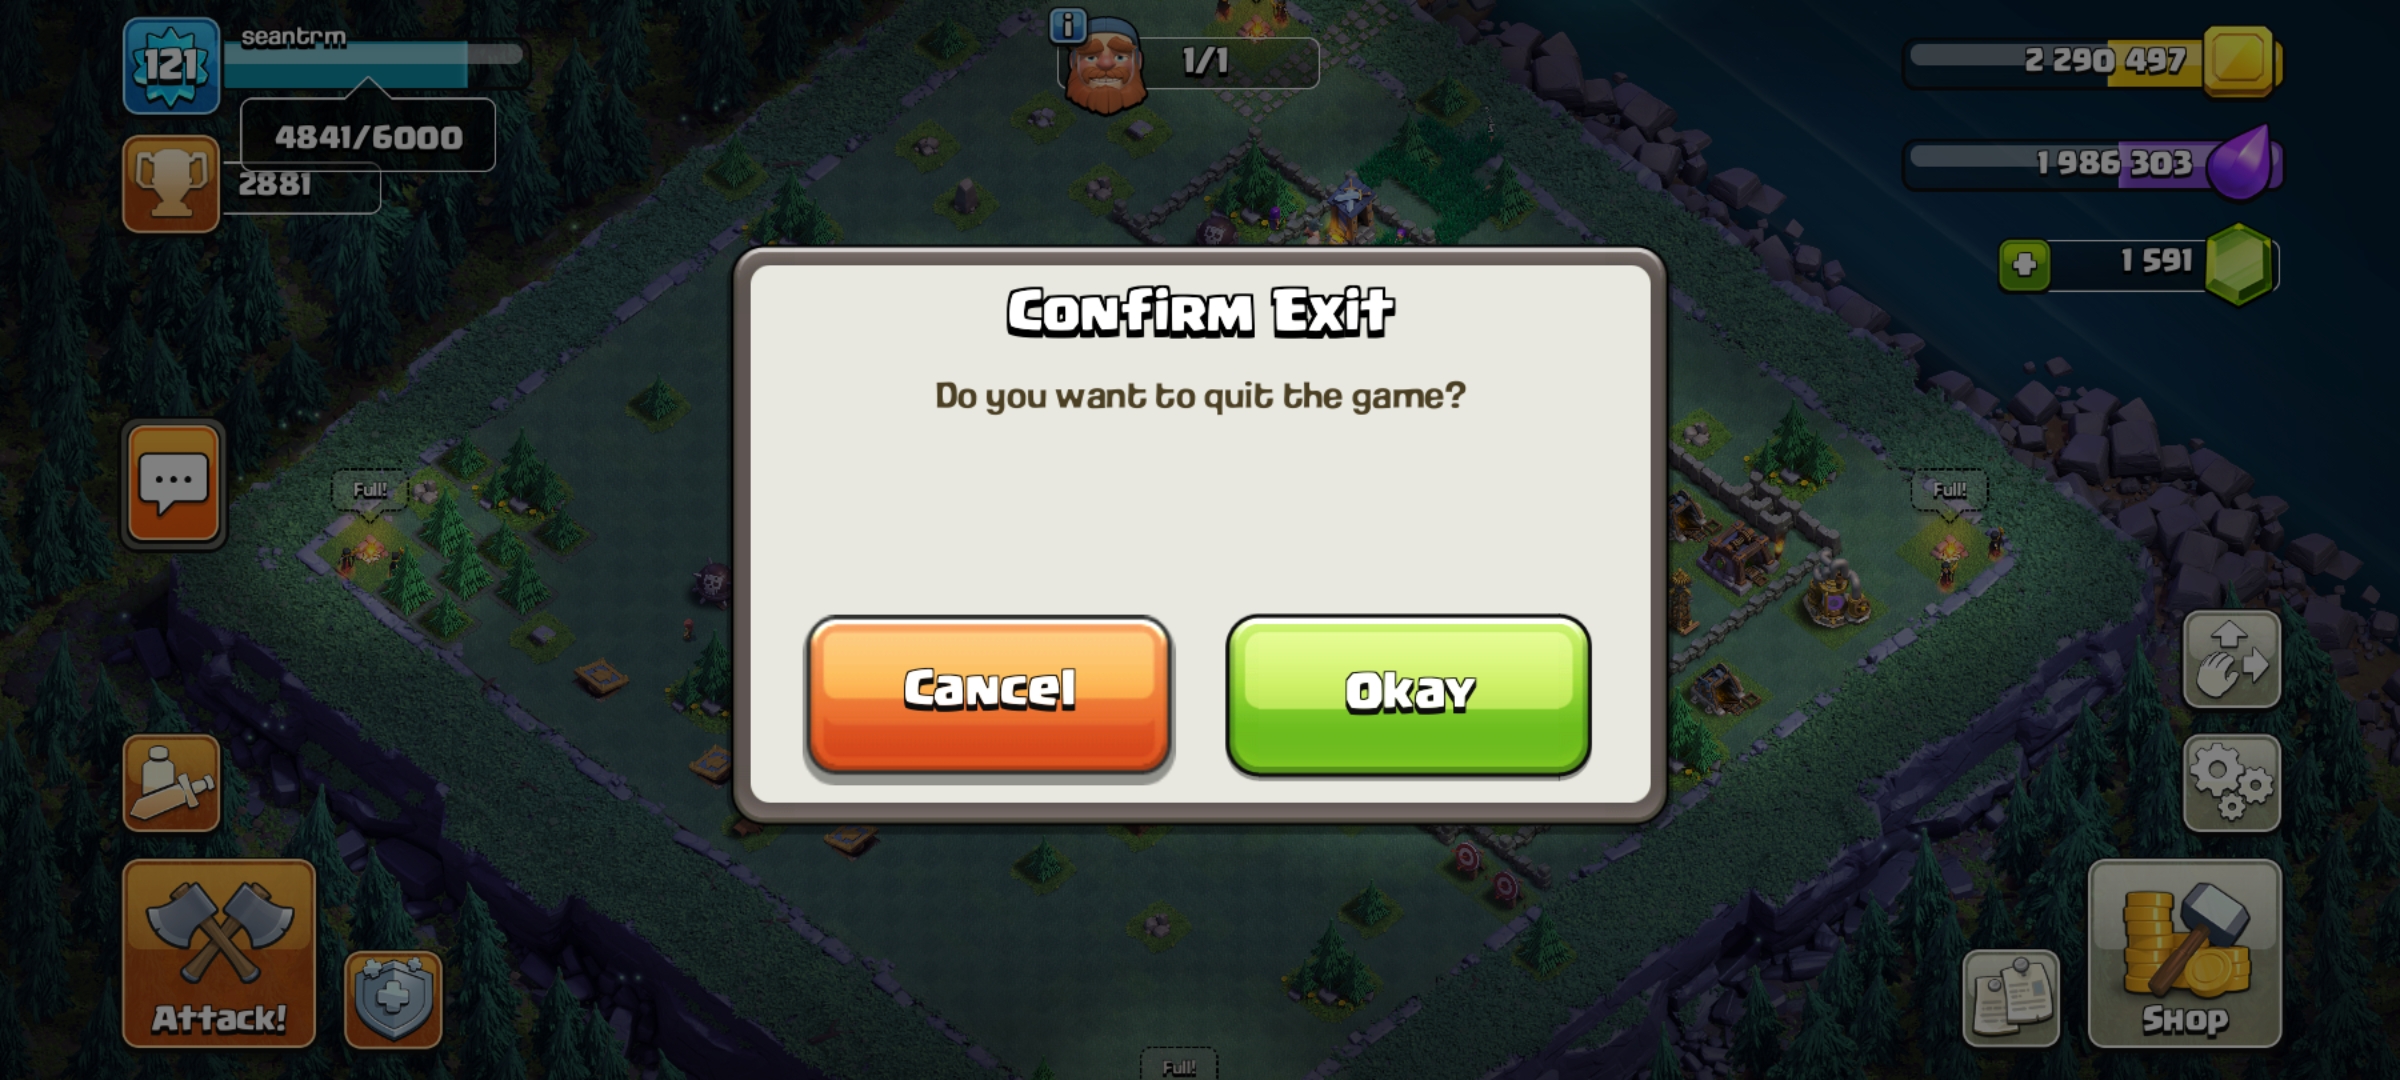 121
seantrm
4841/6000
2881
1/1
2 290 497
1 986 303
1 591
Confirm Exit
Do you want to quit the game?
Full!
Full!
Cancel
Okay
Attack!
Shop
Full!